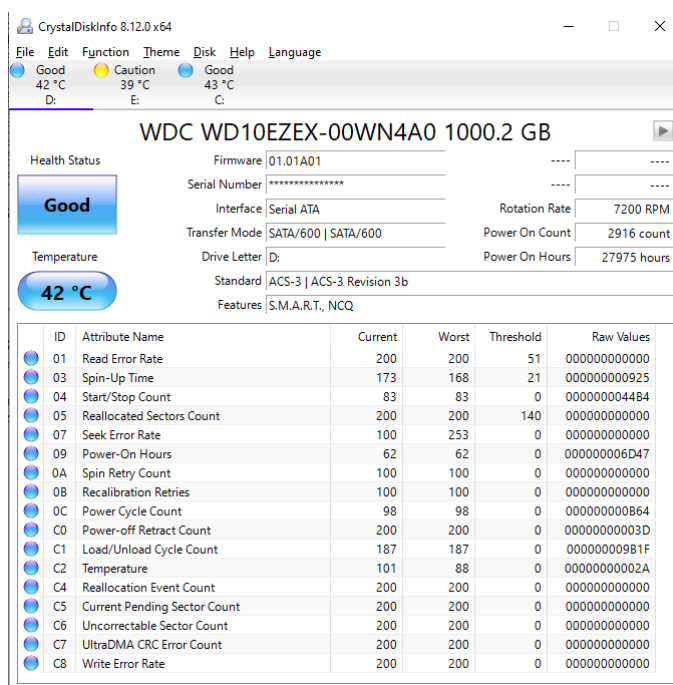 CrystalDiskInfo 8.12.0 x64
File Edit Function Theme Disk Help Language
Good Caution Good
42 °C 39 °C 43 °C
D: E: C:
WDC WD10EZEX-00WN4A0 1000.2 GB
Health Status
Good
Temperature
42 °C
Firmware 01.01A01 ---- ----
Serial Number *************** ---- ----
Interface Serial ATA Rotation Rate 7200 RPM
Transfer Mode SATA/600 | SATA/600 Power On Count 2916 count
Drive Letter D: Power On Hours 27975 hours
Standard ACS-3 | ACS-3 Revision 3b
Features S.M.A.R.T., NCQ
ID Attribute Name Current Worst Threshold Raw Values
01 Read Error Rate 200 200 51 000000000000
03 Spin-Up Time 173 168 21 000000000925
04 Start/Stop Count 83 83 0 0000000044B4
05 Reallocated Sectors Count 200 200 140 000000000000
07 Seek Error Rate 100 253 0 000000000000
09 Power-On Hours 62 62 0 000000006D47
0A Spin Retry Count 100 100 0 000000000000
0B Recalibration Retries 100 100 0 000000000000
0C Power Cycle Count 98 98 0 000000000B64
C0 Power-off Retract Count 200 200 0 00000000003D
C1 Load/Unload Cycle Count 187 187 0 000000009B1F
C2 Temperature 101 88 0 00000000002A
C4 Reallocation Event Count 200 200 0 000000000000
C5 Current Pending Sector Count 200 200 0 000000000000
C6 Uncorrectable Sector Count 200 200 0 000000000000
C7 UltraDMA CRC Error Count 200 200 0 000000000000
C8 Write Error Rate 200 200 0 000000000000